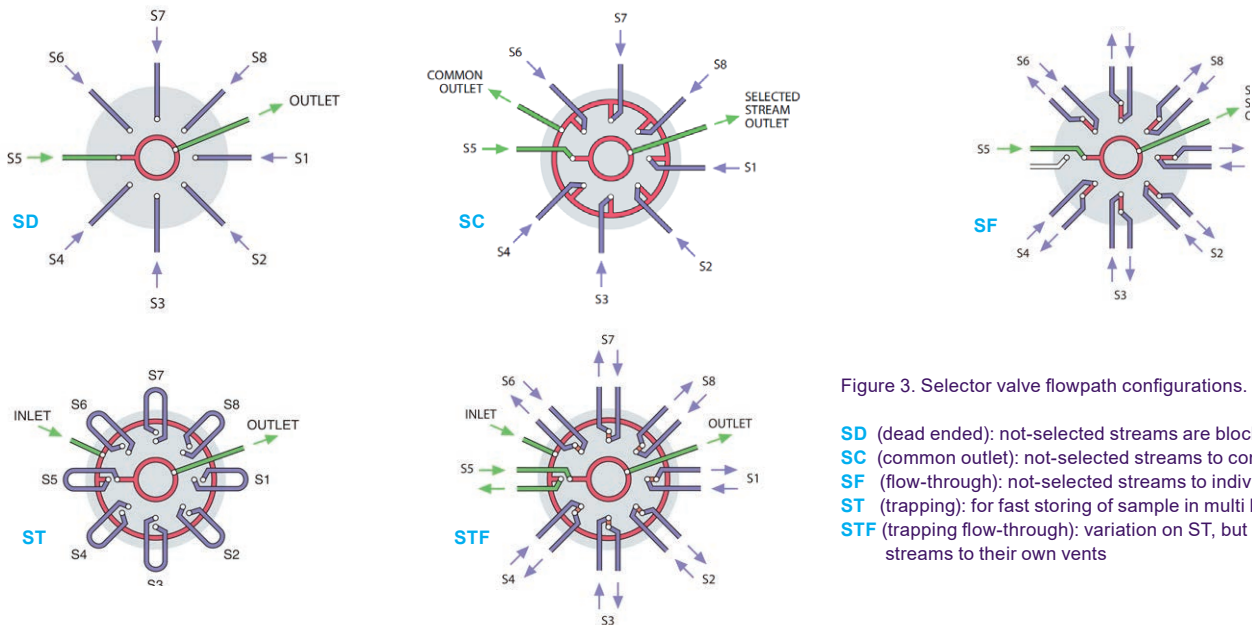 S7
S6
S8
OUTLET
S5
S1
SD
S4
S2
S3
S7
S6
S8
COMMON
OUTLET
SELECTED
STREAM
OUTLET
S5
S1
SC
S4
S2
S3
S6
S8
S5
SF
S4
S2
S3
S7
S6
S8
INLET
OUTLET
S5
S1
ST
S4
S2
S3
S7
S6
S8
INLET
OUTLET
S5
S1
STF
S4
S2
S3
Figure 3. Selector valve flowpath configurations.
SD (dead ended): not-selected streams are
SC (common outlet): not-selected streams to
SF (flow-through): not-selected streams to
ST (trapping): for fast storing of sample in multi
STF (trapping flow-through): variation on ST, but
streams to their own vents